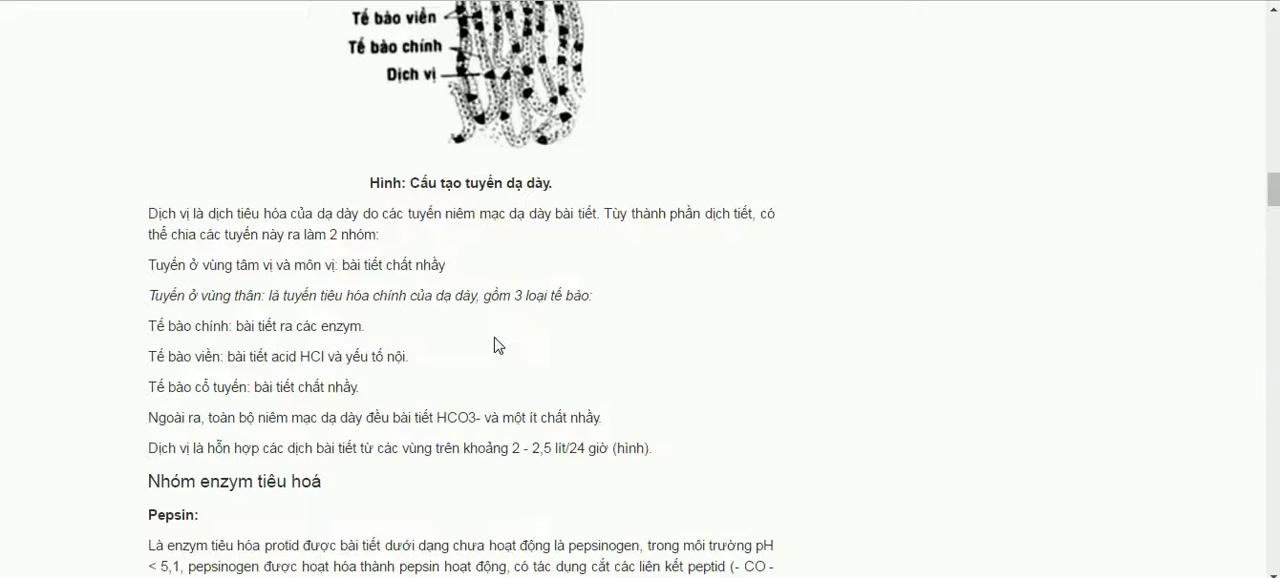 Tế bào viền
Tế bào chính
Dịch vị
Hình: Cấu tạo tuyến dạ dày.
Dịch vị là dịch tiêu hóa của dạ dày do các tuyến niêm mạc dạ dày bài tiết. Tùy thành phần dịch tiết, có
thể chia các tuyến này ra làm 2 nhóm:
Tuyến ở vùng tâm vị và môn vị: bài tiết chất nhầy
Tuyến ở vùng thân: là tuyến tiêu hóa chính của dạ dày, gồm 3 loại tế bào:
Tế bào chính: bài tiết ra các enzym.
Tế bào viền: bài tiết acid HCl và yếu tố nội.
Tế bào cổ tuyến: bài tiết chất nhầy.
Ngoài ra, toàn bộ niêm mạc dạ dày đều bài tiết HCO3- và một ít chất nhầy.
Dịch vị là hỗn hợp các dịch bài tiết từ các vùng trên khoảng 2 - 2,5 lít/24 giờ (hình).
Nhóm enzym tiêu hoá
Pepsin:
Là enzym tiêu hóa protid được bài tiết dưới dạng chưa hoạt động là pepsinogen, trong môi trường pH
< 5,1, pepsinogen được hoạt hóa thành pepsin hoạt động, có tác dụng cắt các liên kết peptid (- CO -